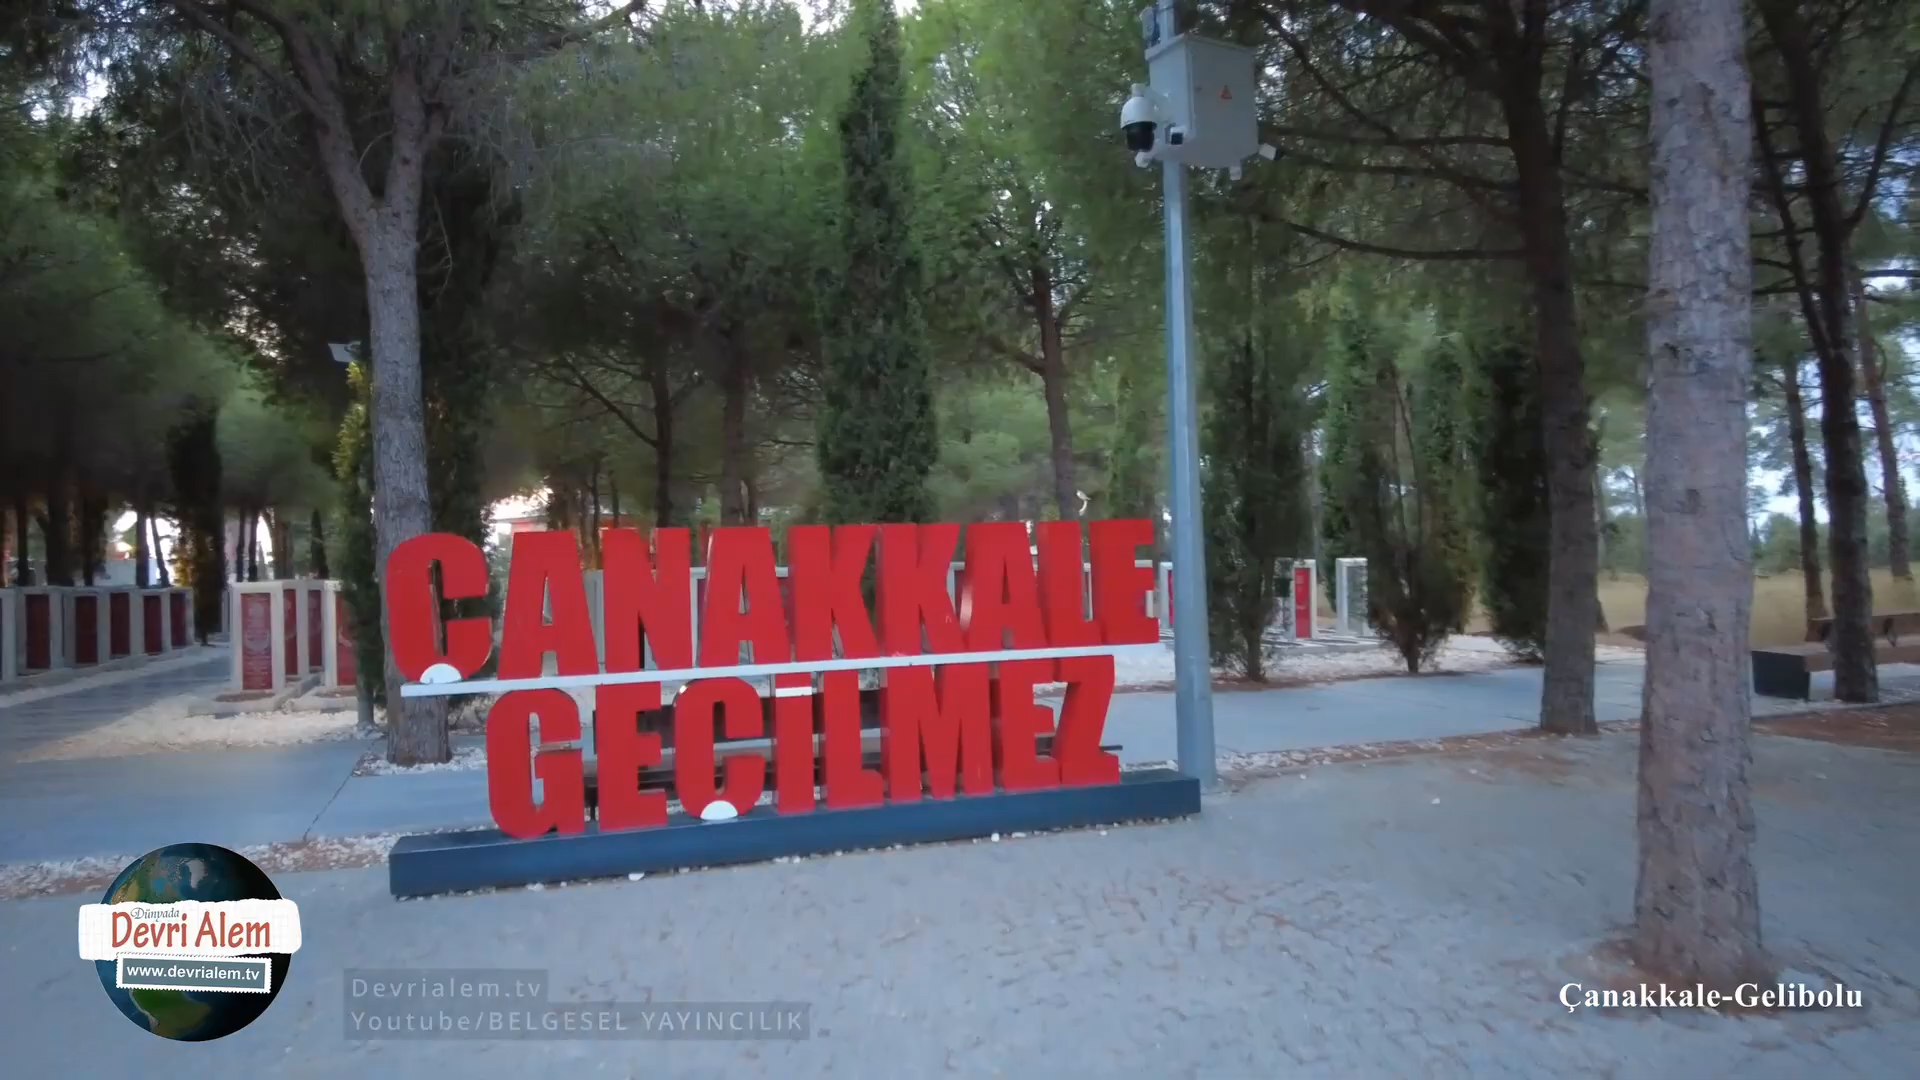 ÇANAKKALE
GEÇİLMEZ
Dünyada
Devri Alem
www.devrialem.tv
Devrialem.tv
Youtube/BELGESEL YAYINCILIK
Çanakkale-Gelibolu